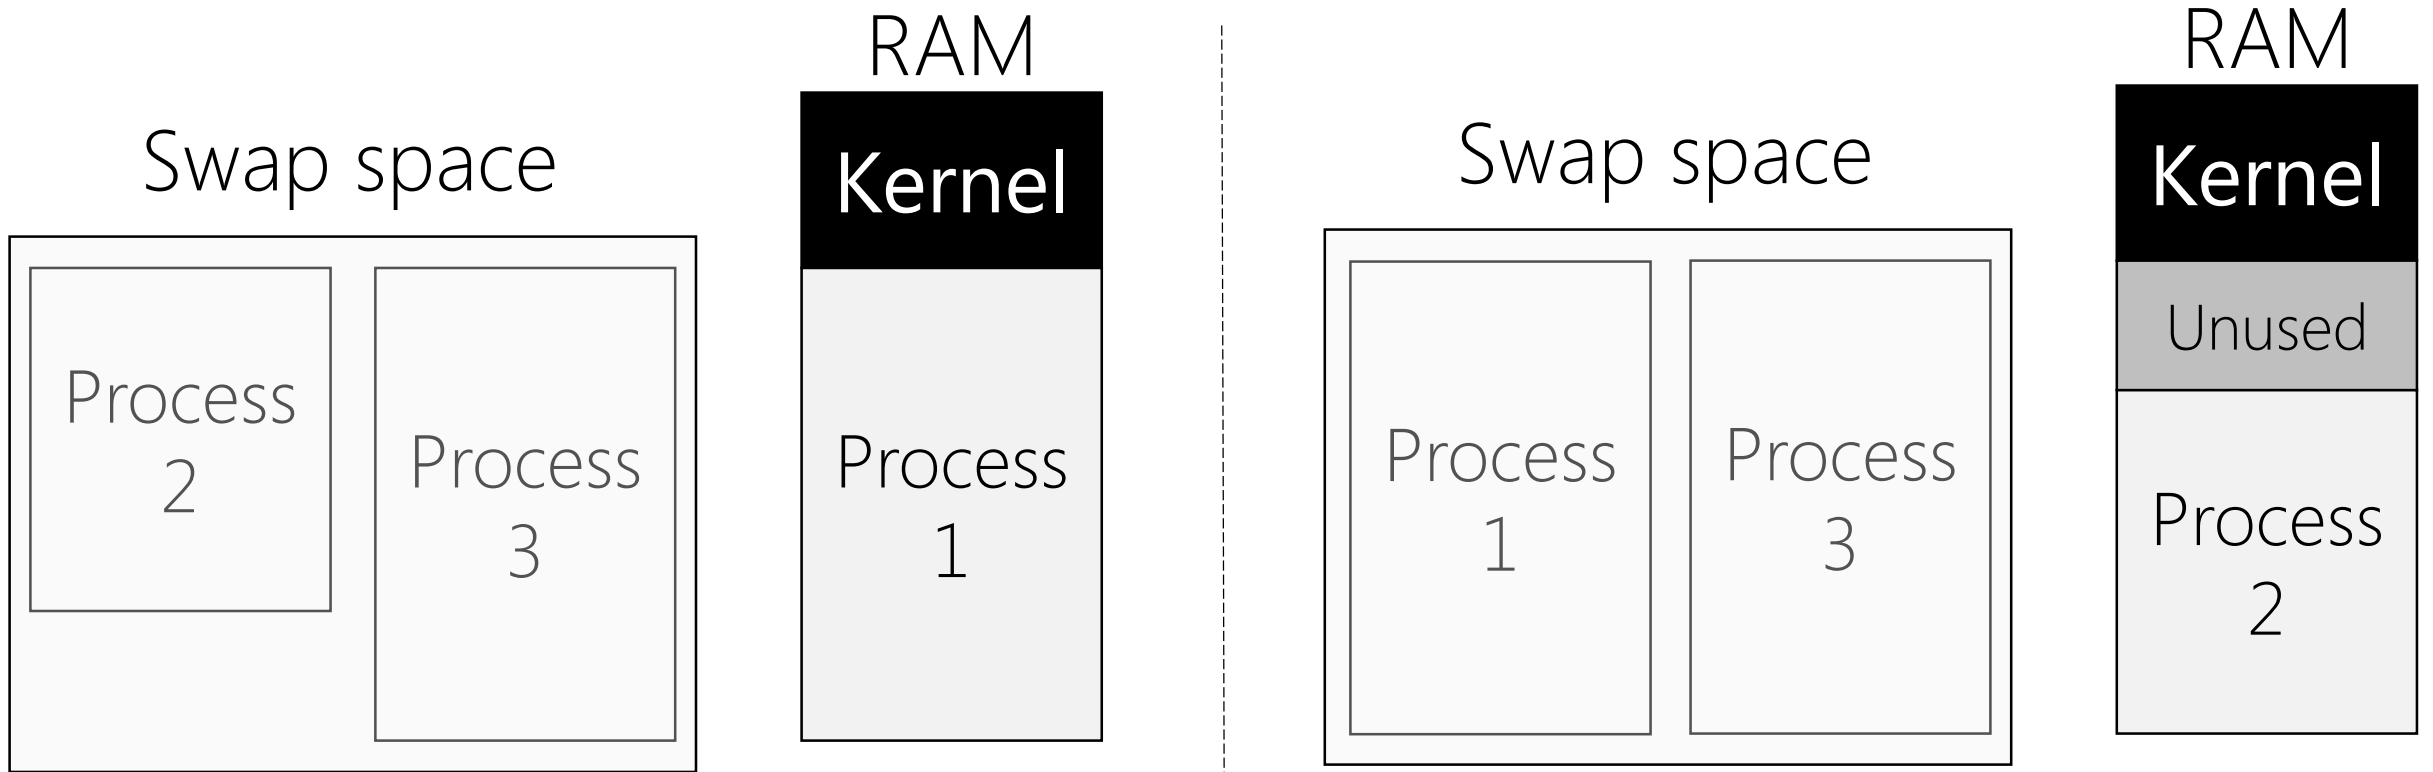 RAM
Swap space
Kernel
Process
2
Process
3
Process
1
RAM
Swap space
Kernel
Unused
Process
1
Process
3
Process
2